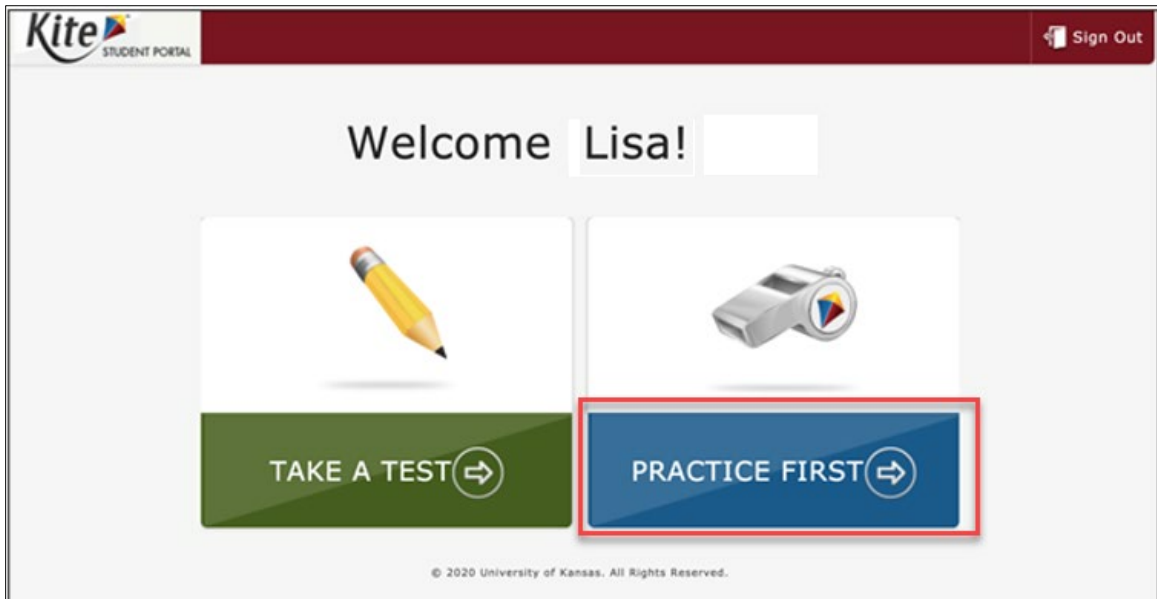 Kite
STUDENT PORTAL
Sign Out
Welcome Lisa!
TAKE A TEST
PRACTICE FIRST
© 2020 University of Kansas. All Rights Reserved.